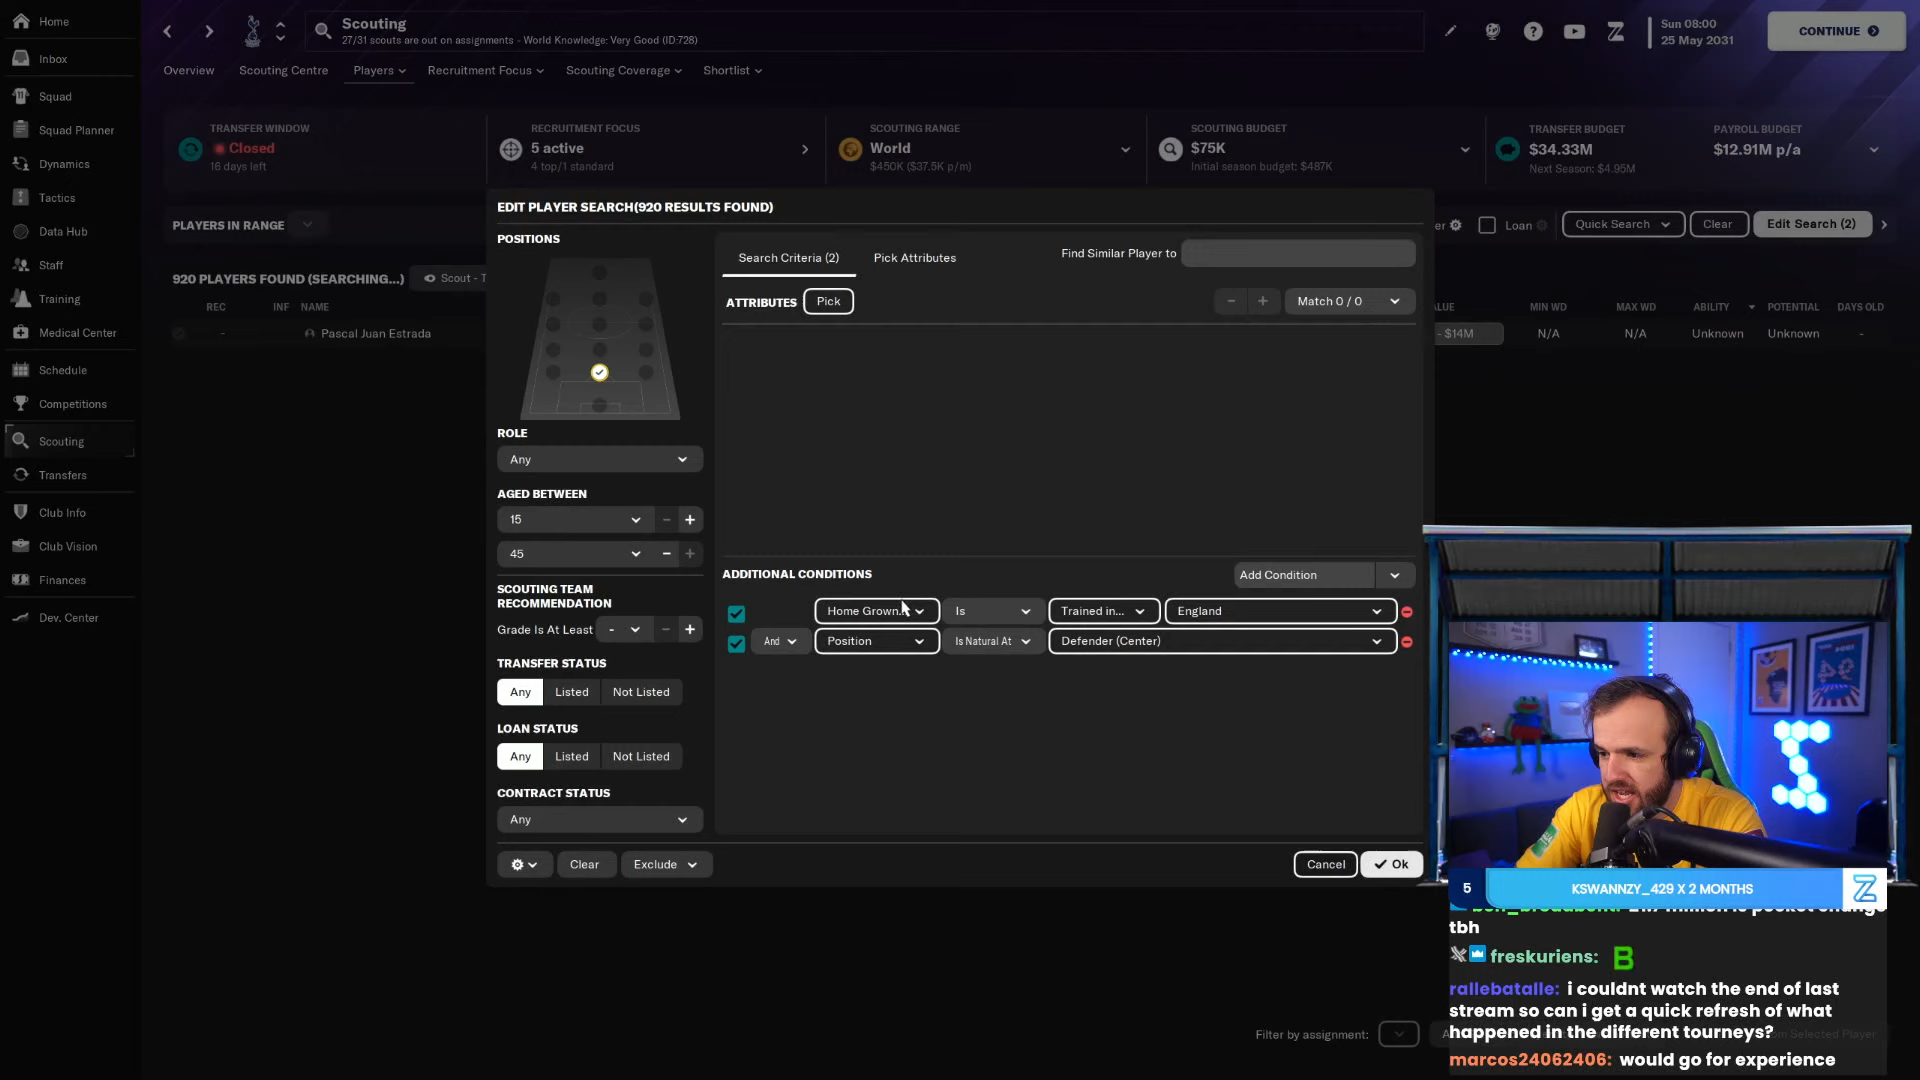 Home
Inbox
Squad
Squad Planner
Dynamics
Tactics
Data Hub
Staff
Training
Medical Center
Schedule
Competitions
Scouting
Transfers
Club Info
Club Vision
Finances
Dev. Center
Scouting
27/31 scouts are out on assignments - World Knowledge: Very Good (ID:728)
Sun 08:00
25 May 2031
CONTINUE
Overview Scouting Centre Players Recruitment Focus Scouting Coverage Shortlist
TRANSFER WINDOW
Closed
16 days left
RECRUITMENT FOCUS
5 active
4 top/1 standard
SCOUTING RANGE
World
$450K ($37.5K p/m)
SCOUTING BUDGET
$75K
Initial season budget: $487K
TRANSFER BUDGET
$34.33M
Next Season: $4.95M
PAYROLL BUDGET
$12.91M p/a
PLAYERS IN RANGE
er Loan Quick Search Clear Edit Search (2)
920 PLAYERS FOUND (SEARCHING...) Scout - T
REC INF NAME
- Pascal Juan Estrada
ALUE MIN WD MAX WD ABILITY POTENTIAL DAYS OLD
- $14M N/A N/A Unknown Unknown -
EDIT PLAYER SEARCH(920 RESULTS FOUND)
POSITIONS
ROLE
Any
AGED BETWEEN
15
45
SCOUTING TEAM
RECOMMENDATION
Grade Is At Least -
TRANSFER STATUS
Any Listed Not Listed
LOAN STATUS
Any Listed Not Listed
CONTRACT STATUS
Any
Search Criteria (2) Pick Attributes Find Similar Player to
ATTRIBUTES Pick Match 0 / 0
ADDITIONAL CONDITIONS Add Condition
Home Grown... Is Trained in... England
And Position Is Natural At Defender (Center)
Clear Exclude Cancel Ok
Filter by assignment:
5 KSWANNZY_429 X 2 MONTHS
tbh
freskuriens: B
rallebatalle: i couldnt watch the end of last
stream so can i get a quick refresh of what
happened in the different tourneys?
marcos24062406: would go for experience